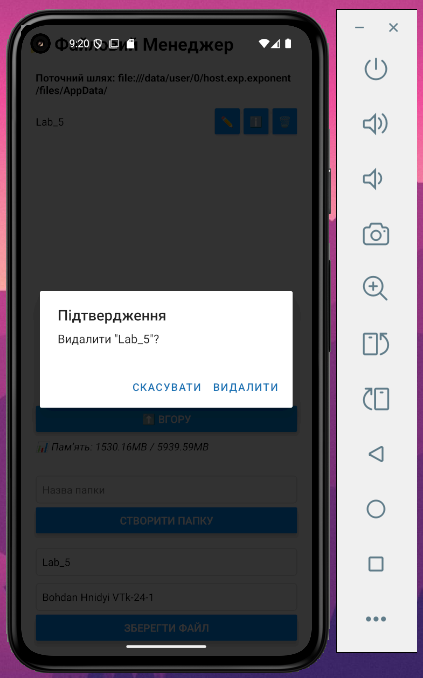 9:20
Файловий Менеджер
Поточний шлях: file:///data/user/0/host.exp.exponent
/files/AppData/
Lab_5
Підтвердження
Видалити "Lab_5"?
СКАСУВАТИ ВИДАЛИТИ
ВГОРУ
Пам'ять: 1530.16MB / 5939.59MB
Назва папки
СТВОРИТИ ПАПКУ
Lab_5
Bohdan Hnidyi VTk-24-1
ЗБЕРЕГТИ ФАЙЛ